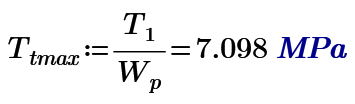 T_tmax := T_1 / W_p = 7.098 MPa